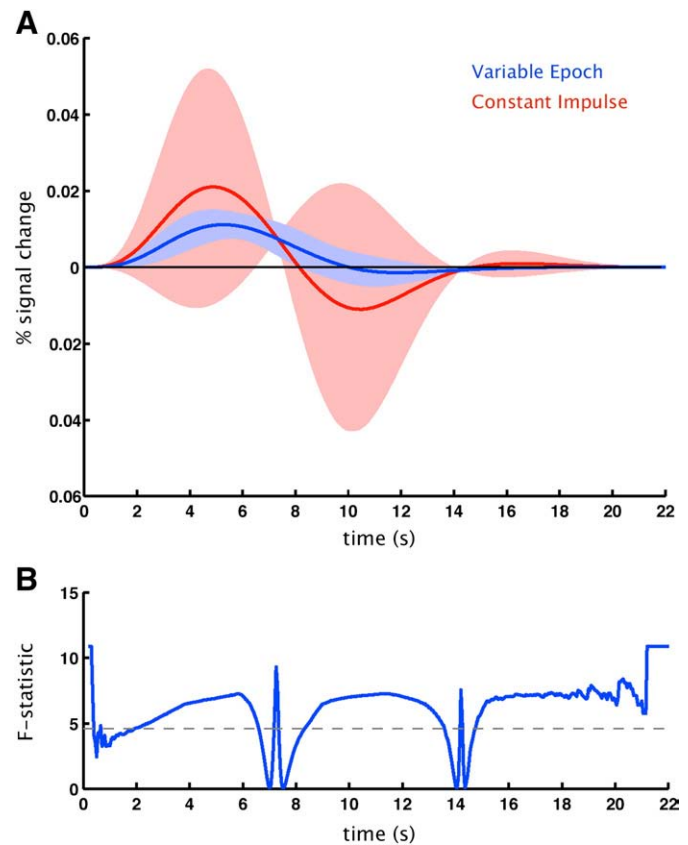 A
0.06
0.04
0.02
0
0.02
0.04
0.06
% signal change
Variable Epoch
Constant Impulse
0 2 4 6 8 10 12 14 16 18 20 22
time (s)
B
15
10
5
0
F-statistic
0 2 4 6 8 10 12 14 16 18 20 22
time (s)